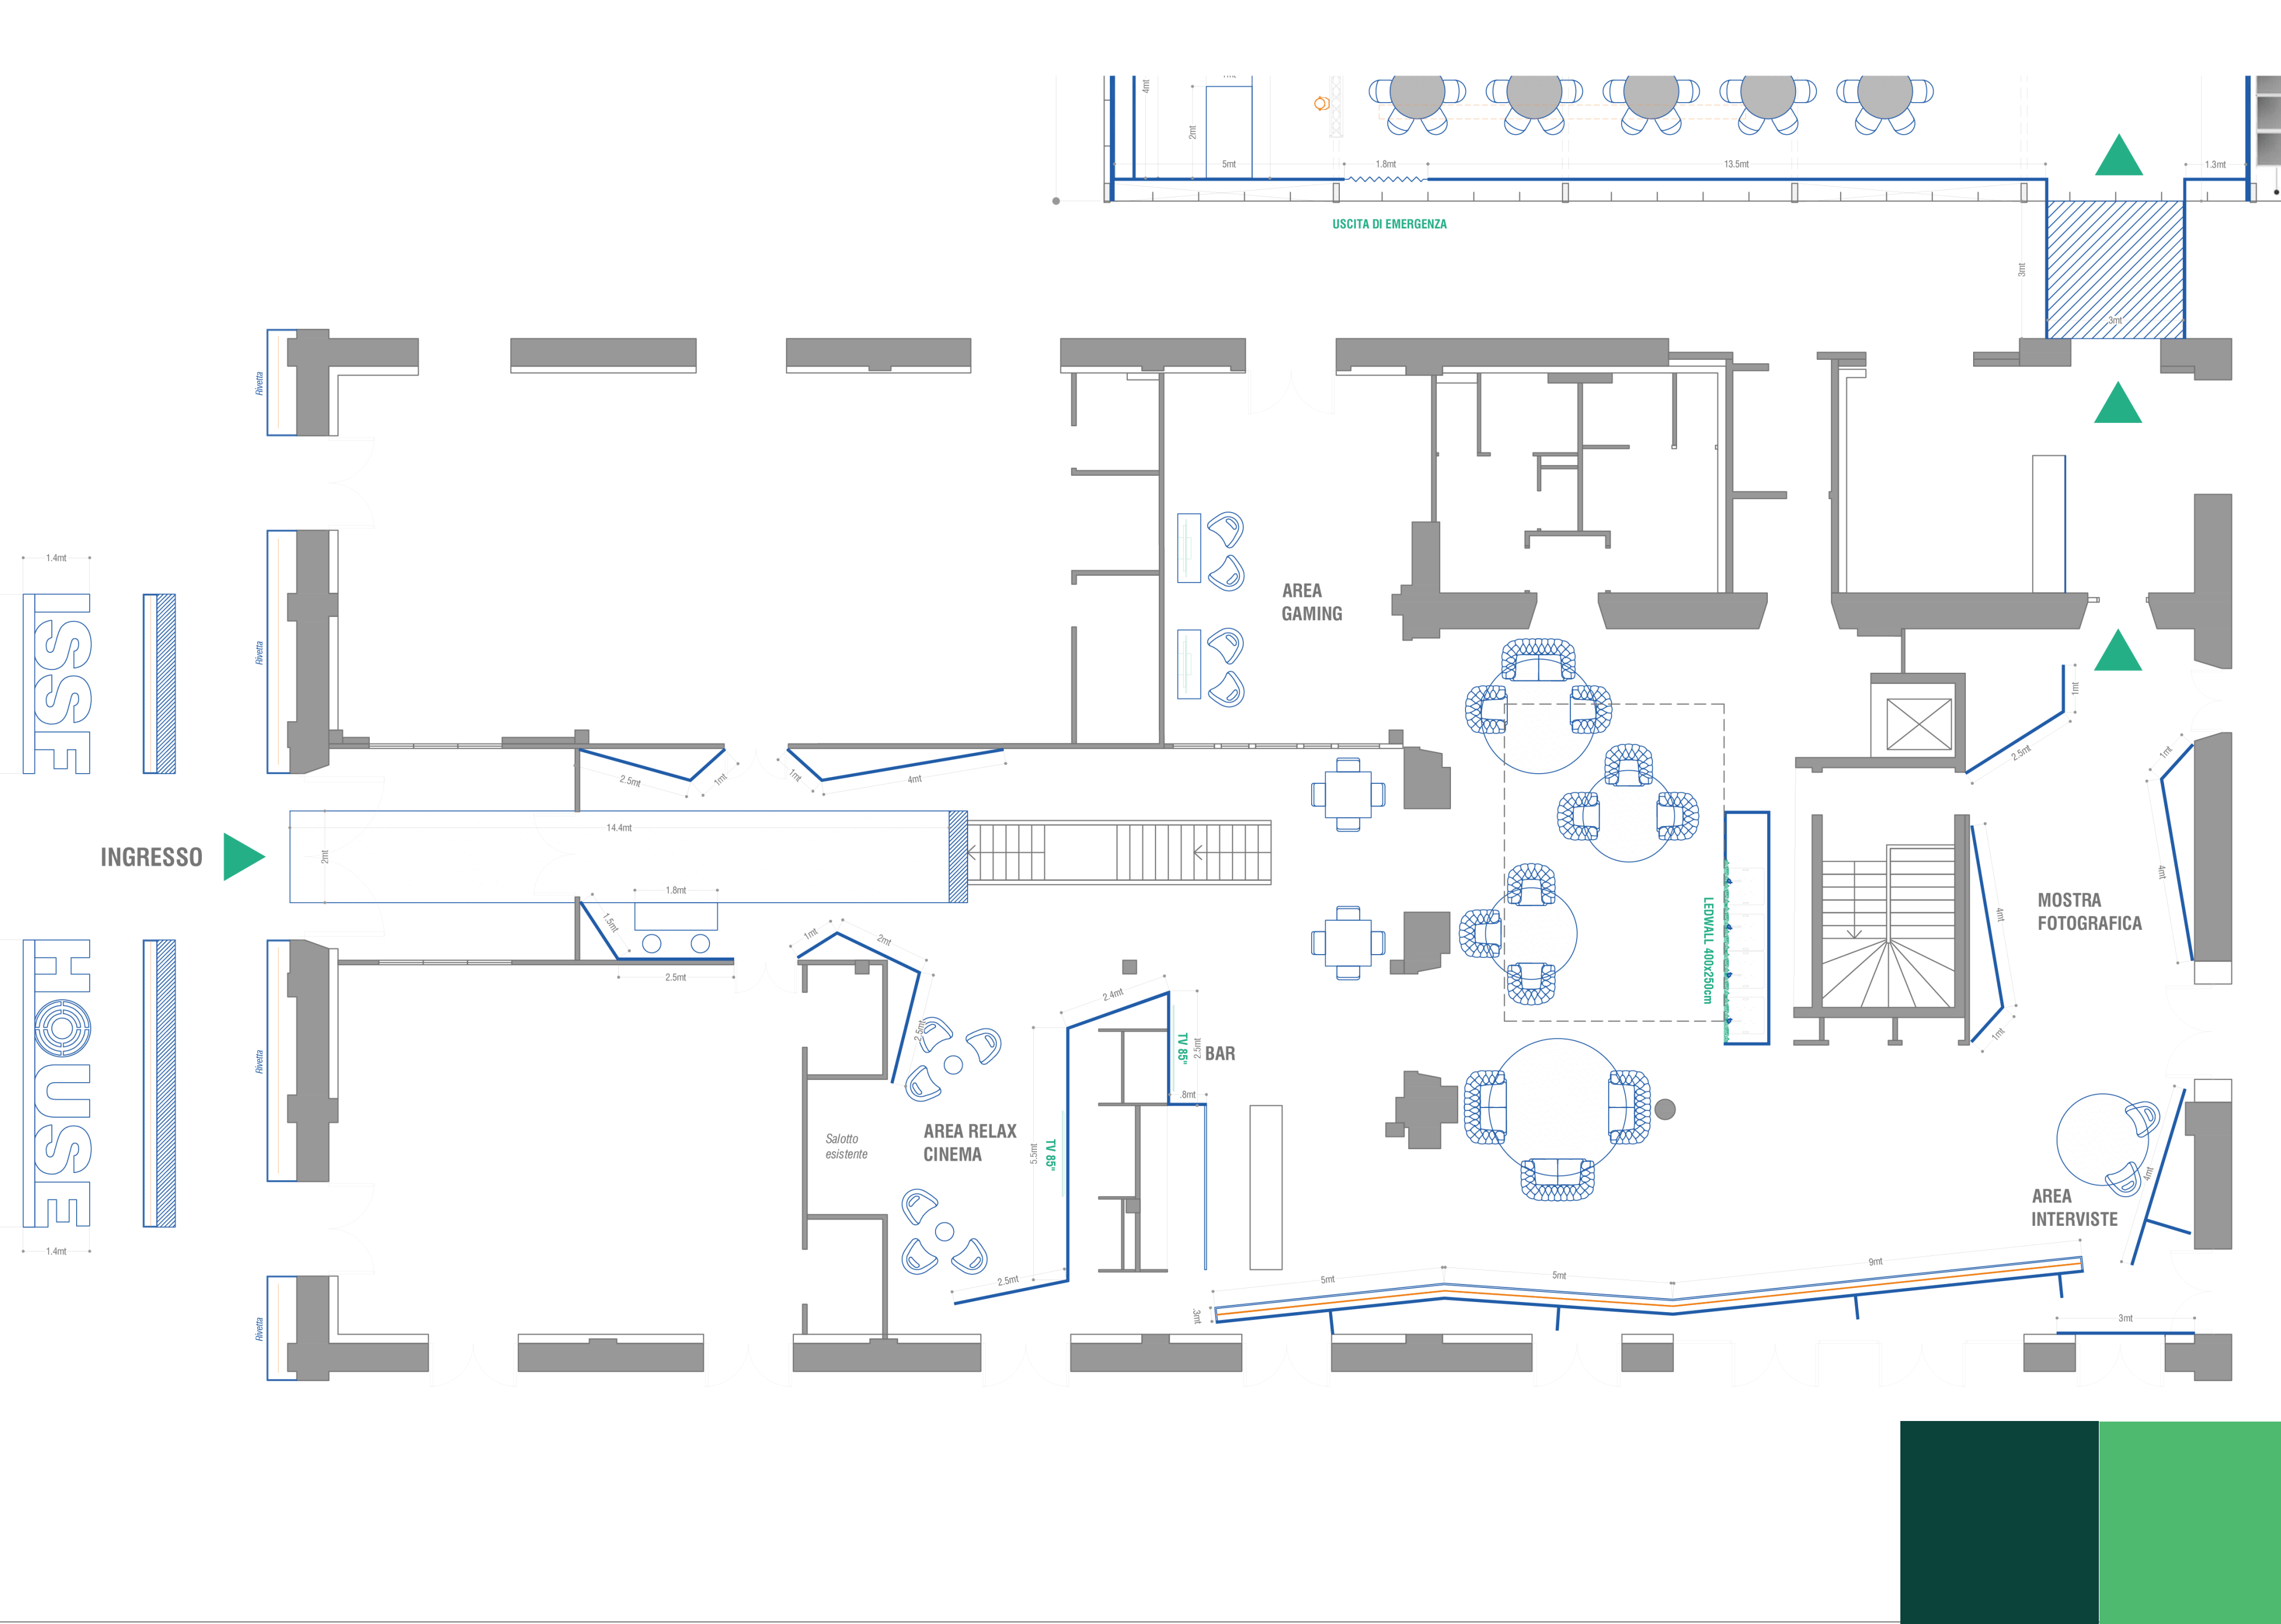 4mt
2mt
5mt
1.8mt
13.5mt
1.3mt
USCITA DI EMERGENZA
3mt
3mt
Rivetta
1.4mt
ISSE
Rivetta
AREA
GAMING
2.5mt
1mt
1mt
4mt
1mt
2.5mt
1mt
INGRESSO
14.4mt
2mt
1.8mt
1.5mt
2.5mt
1mt
2mt
2.5mt
LEDWALL 400x250cm
4mt
4mt
1mt
MOSTRA
FOTOGRAFICA
HOUSE
1.4mt
Rivetta
2.4mt
TV 85"
2.5mt
BAR
.8mt
Salotto
esistente
AREA RELAX
CINEMA
5.5mt
TV 85"
2.5mt
4mt
AREA
INTERVISTE
5mt
5mt
9mt
.3mt
3mt
Rivetta